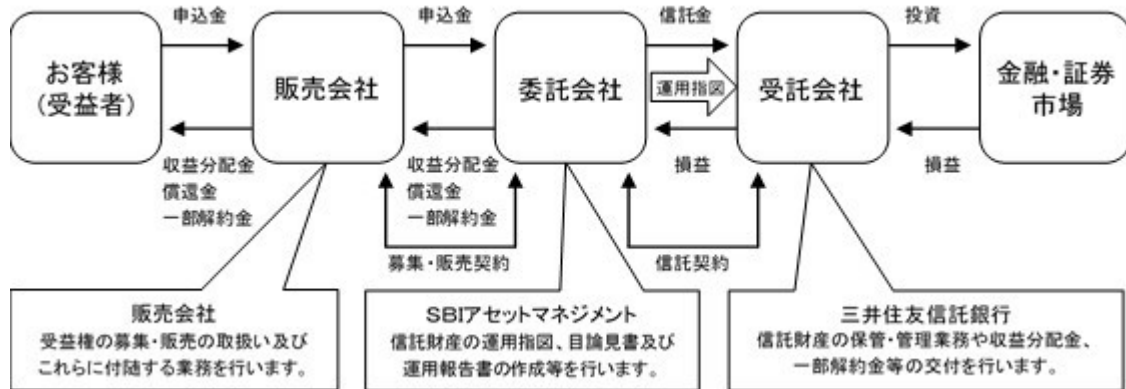 申込金
申込金
信託金
投資
お客様
(受益者)
販売会社
委託会社
運用指図
受託会社
金融・証券
市場
収益分配金
償還金
一部解約金
収益分配金
償還金
一部解約金
損益
損益
募集・販売契約
信託契約
販売会社
受益権の募集・販売の取扱い及び
これらに付随する業務を行います。
SBIアセットマネジメント
信託財産の運用指図、目論見書及び
運用報告書の作成等を行います。
三井住友信託銀行
信託財産の保管・管理業務や収益分配金、
一部解約金等の交付を行います。